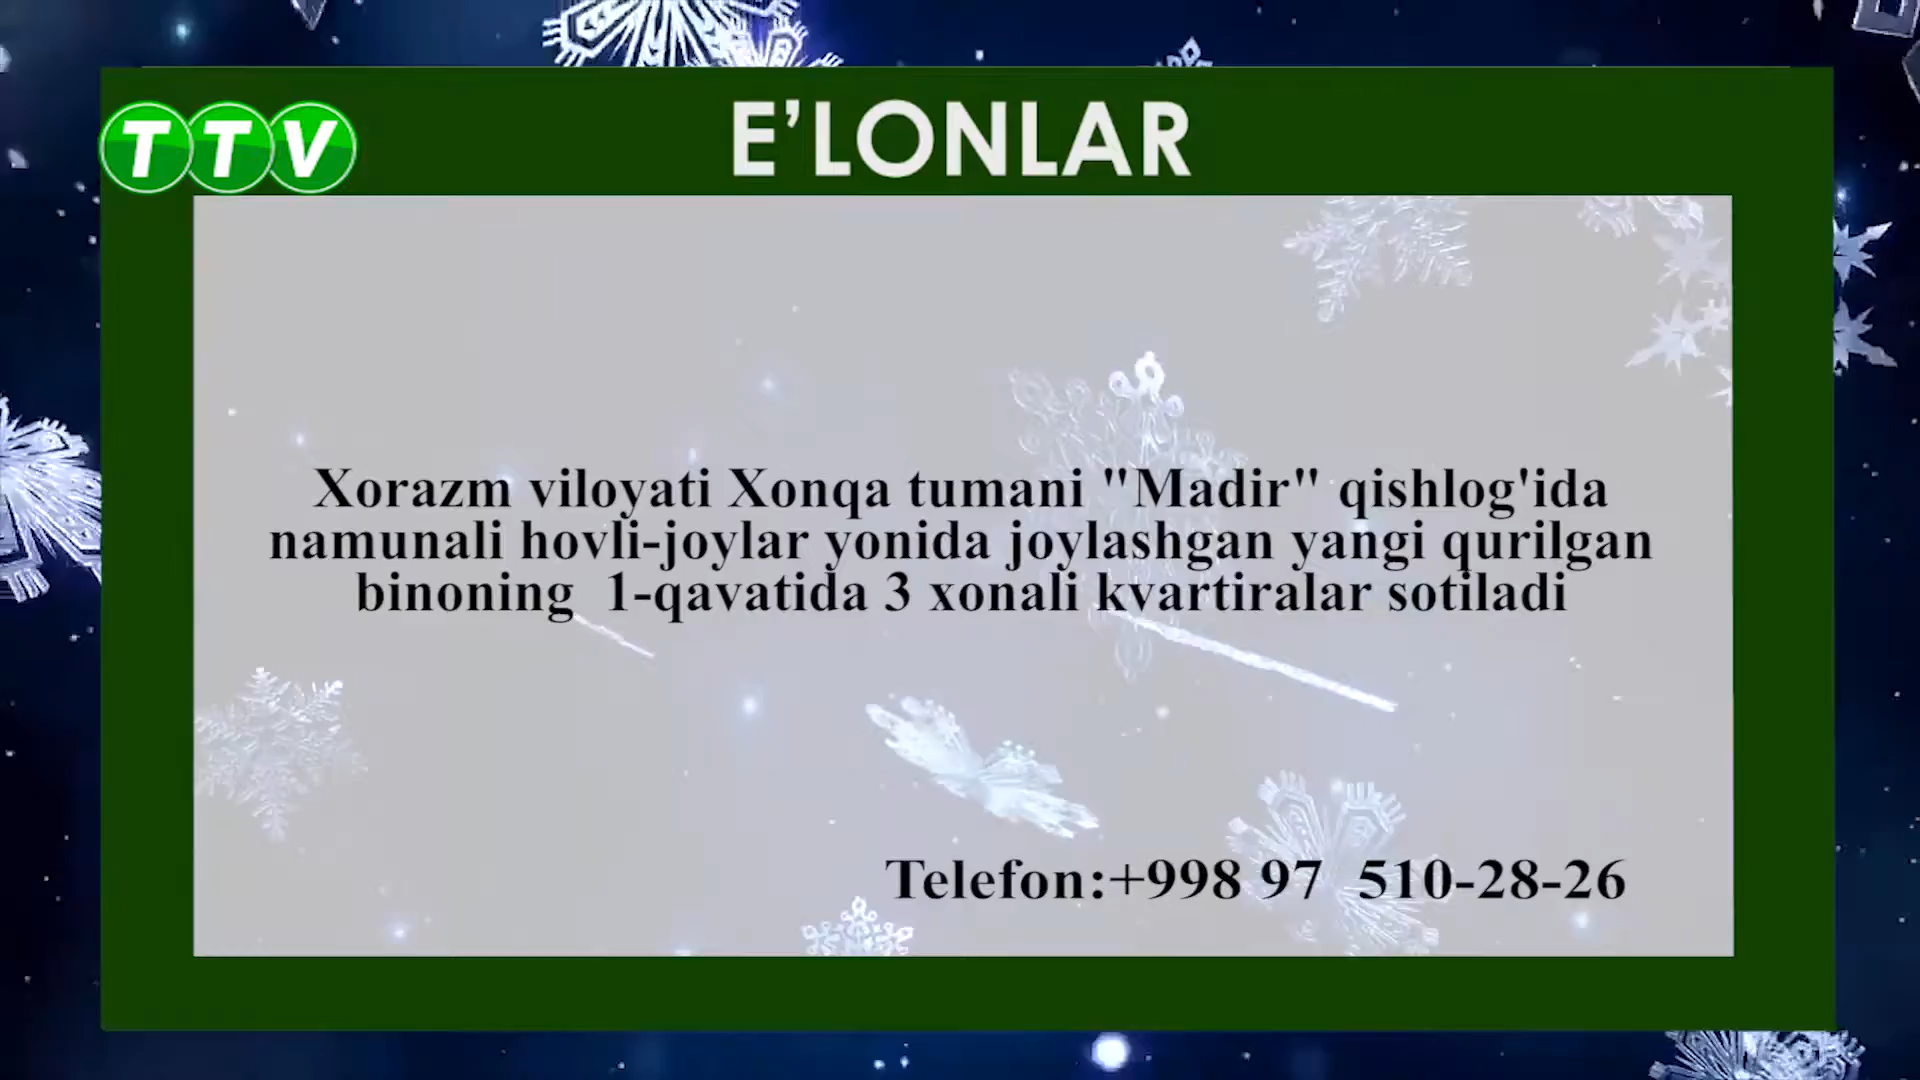 TTV
E’LONLAR
Xorazm viloyati Xonqa tumani "Madir" qishlog'ida
namunali hovli-joylar yonida joylashgan yangi qurilgan
binoning 1-qavatida 3 xonali kvartiralar sotiladi
Telefon:+998 97 510-28-26